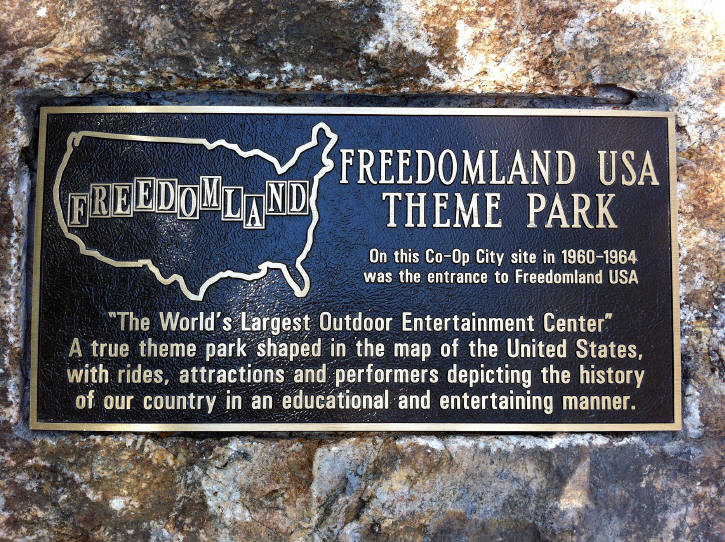 FREEDOMLAND
FREEDOMLAND USA
THEME PARK
On this Co-Op City site in 1960-1964
was the entrance to Freedomland USA
"The World's Largest Outdoor Entertainment Center"
A true theme park shaped in the map of the United States,
with rides, attractions and performers depicting the history
of our country in an educational and entertaining manner.